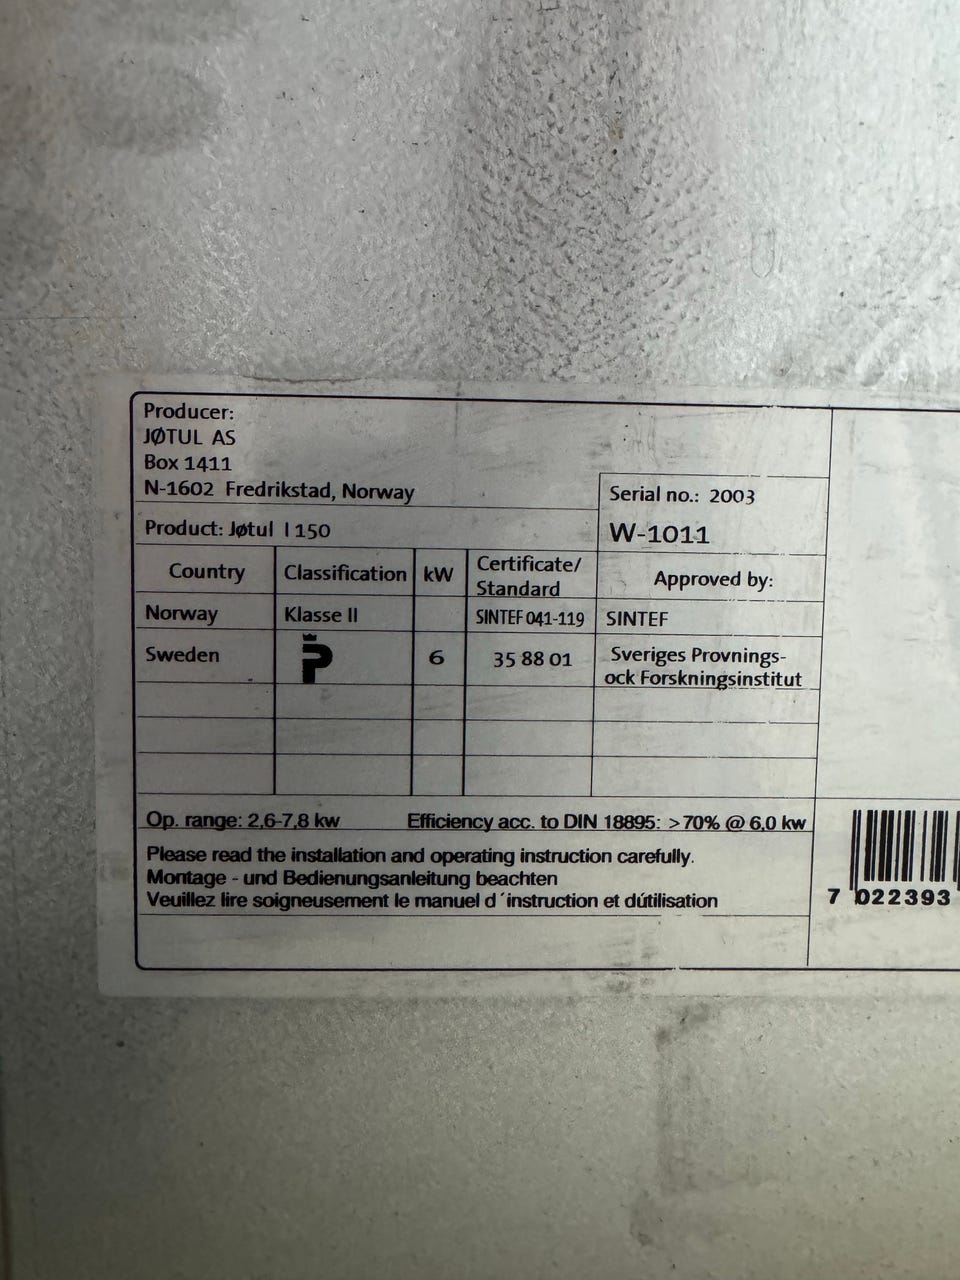 Producer:
JØTUL AS
Box 1411
N-1602 Fredrikstad, Norway
Serial no.: 2003
Product: Jøtul I 150
W-1011
Country Classification kW Certificate/
Standard
Approved by:
Norway Klasse II SINTEF 041-119 SINTEF
Sweden P 6 35 88 01 Sveriges Provnings-
ock Forskningsinstitut
Op. range: 2,6-7,8 kw Efficiency acc. to DIN 18895: >70% @ 6,0 kw
Please read the installation and operating instruction carefully.
Montage - und Bedienungsanleitung beachten
Veuillez lire soigneusement le manuel d´instruction et dútilisation
7 022393